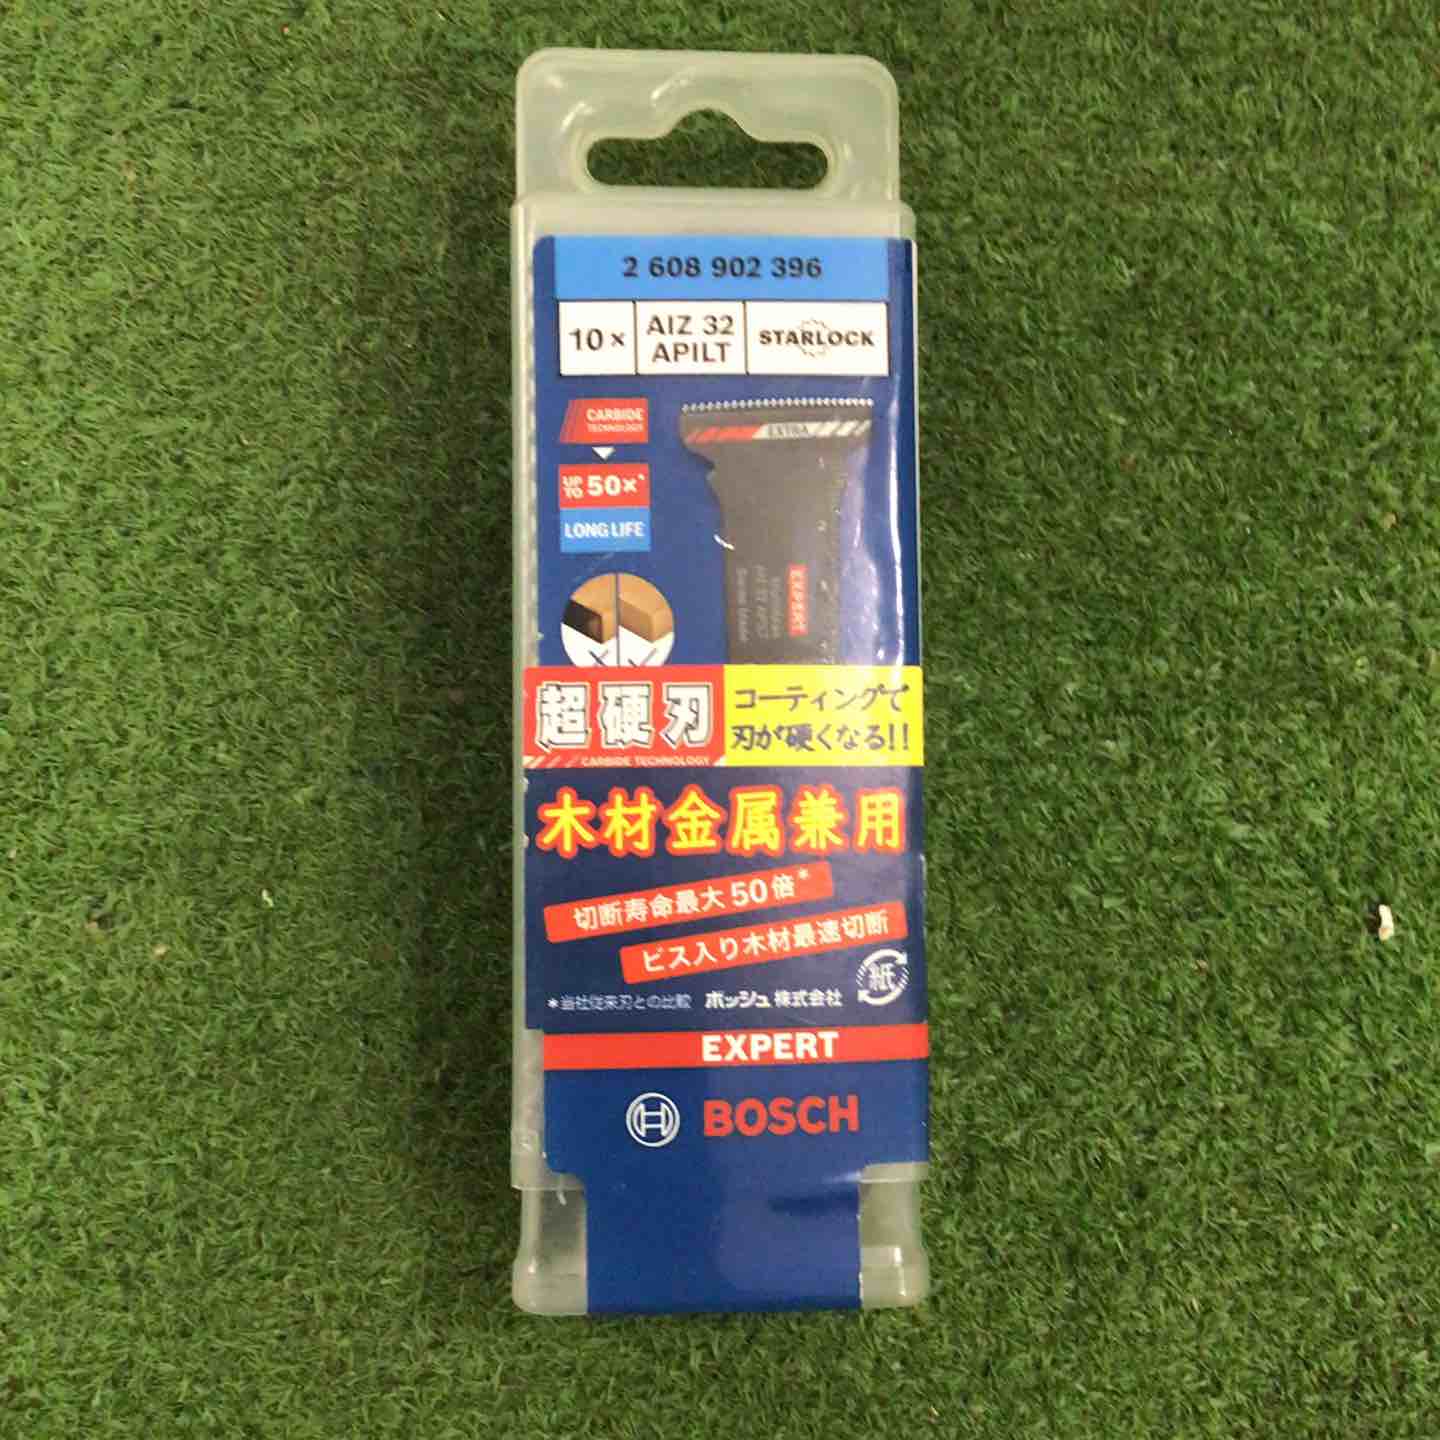 2 608 902 396
10×
AIZ 32
APILT
STARLOCK
CARBIDE
TECHNOLOGY
EXTRA
UP TO 50×*
LONG LIFE
EXPERT
超硬刃
CARBIDE TECHNOLOGY
コーティングで
刃が硬くなる!!
木材金属兼用
切断寿命最大50倍*
ビス入り木材最速切断
*当社従来刃との比較 ボッシュ株式会社
紙
EXPERT
BOSCH